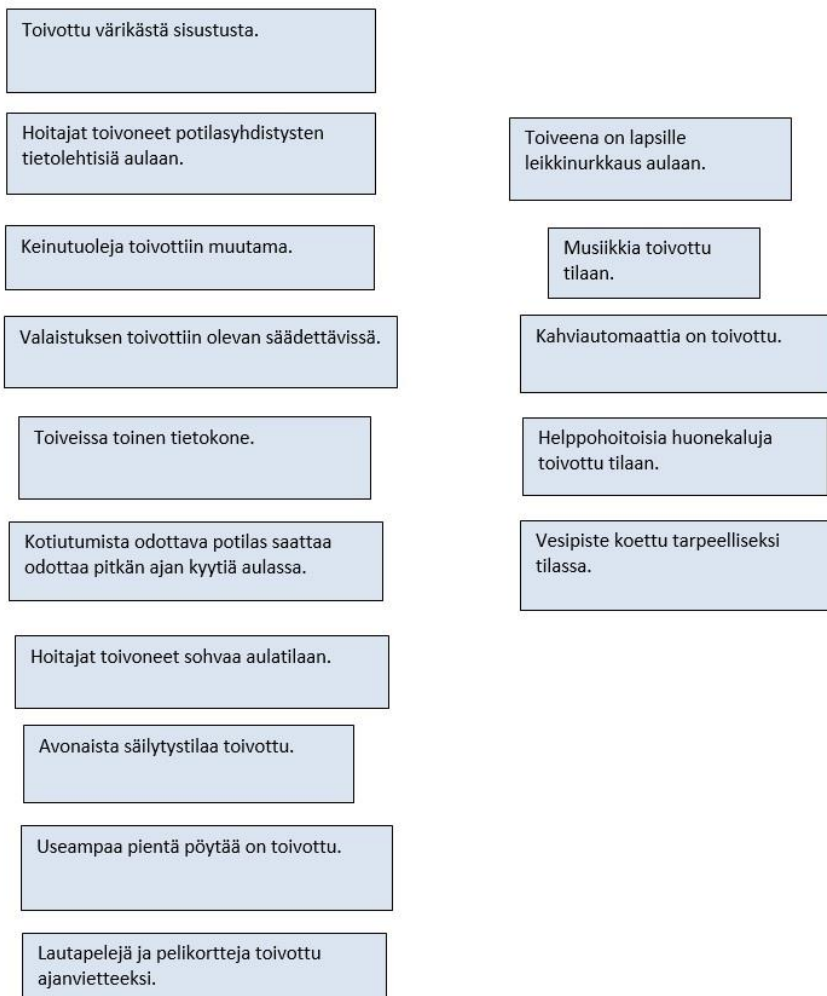 Toivottu värikästä sisustusta.
Hoitajat toivoneet potilasyhdistysten
tietolehtisiä aulaan.
Keinutuoleja toivottiin muutama.
Valaistuksen toivottiin olevan säädettävissä.
Toiveissa toinen tietokone.
Kotiutumista odottava potilas saattaa
odottaa pitkän ajan kyytiä aulassa.
Hoitajat toivoneet sohvaa aulatilaan.
Avonaista säilytystilaa toivottu.
Useampaa pientä pöytää on toivottu.
Lautapelejä ja pelikortteja toivottu
ajanvietteeksi.
Toiveena on lapsille
leikkinurkkaus aulaan.
Musiikkia toivottu
tilaan.
Kahviautomaattia on toivottu.
Helppohoitoisia huonekaluja
toivottu tilaan.
Vesipiste koettu tarpeelliseksi
tilassa.